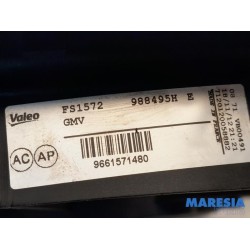 Valeo
FS1572 988495H E
GMV
AC AP
9661571480
MARESIA